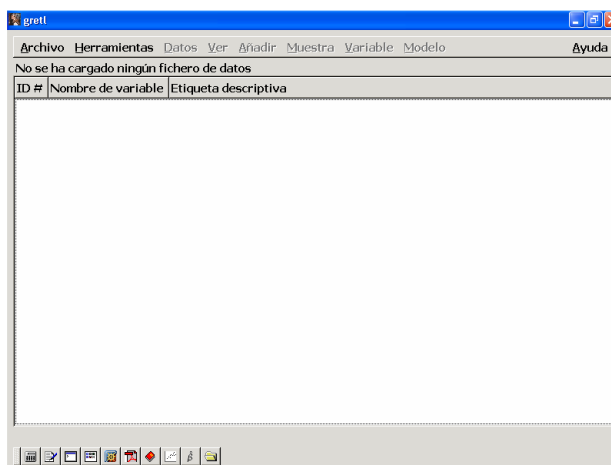 gretl
Archivo Herramientas Datos Ver Añadir Muestra Variable Modelo Ayuda
No se ha cargado ningún fichero de datos
ID # Nombre de variable Etiqueta descriptiva